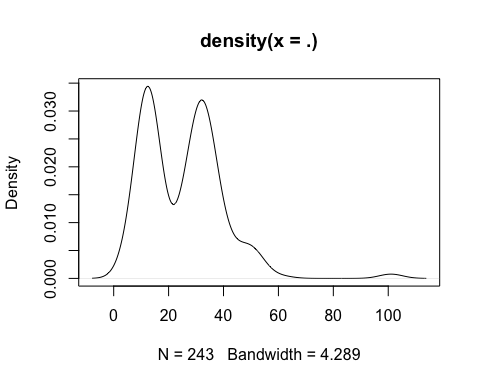 density(x = .)
Density
0.000 0.010 0.020 0.030
0 20 40 60 80 100
N = 243 Bandwidth = 4.289